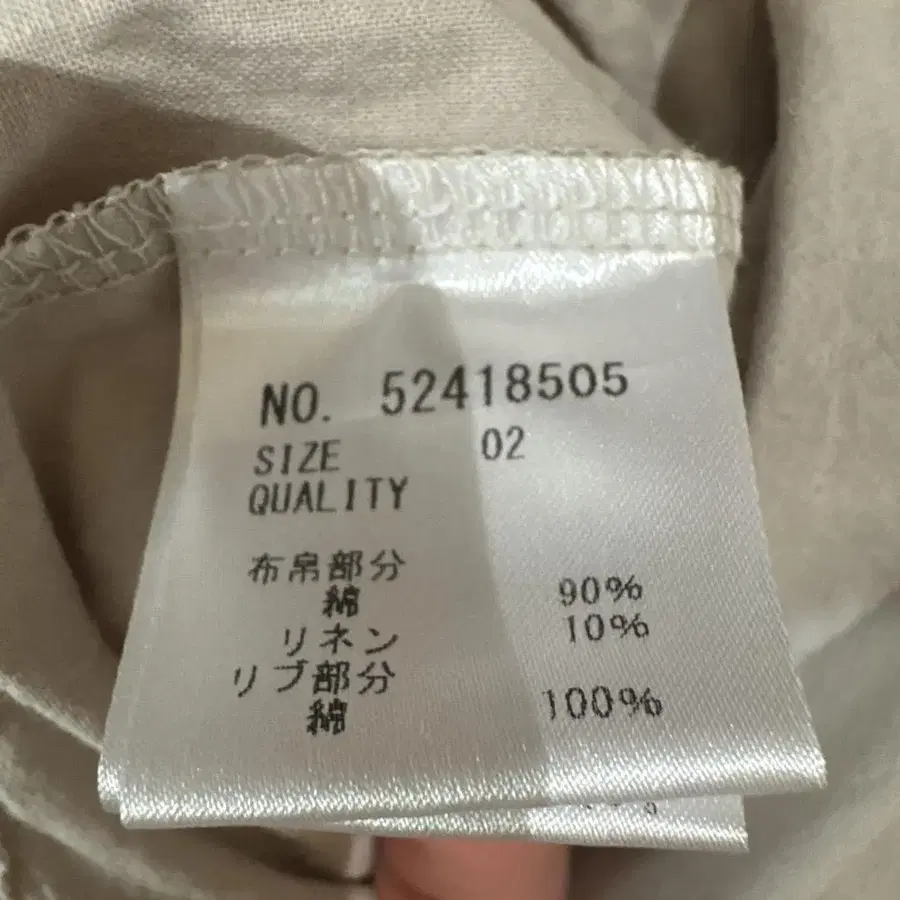 NO. 52418505
SIZE 02
QUALITY
布帛部分
綿 90%
リネン 10%
リブ部分
綿 100%